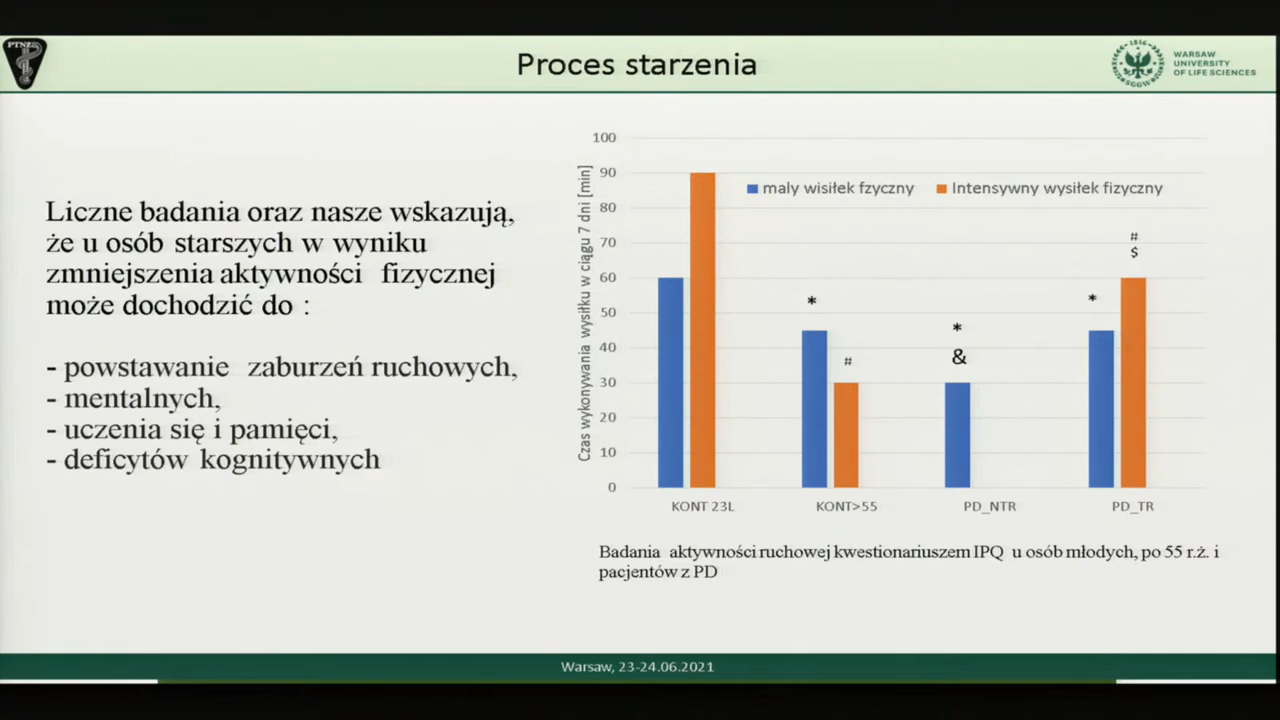 PTNZ
Proces starzenia
1816
SGGW
WARSAW
UNIVERSITY
OF LIFE SCIENCES
Liczne badania oraz nasze wskazują,
że u osób starszych w wyniku
zmniejszenia aktywności fizycznej
może dochodzić do :
- powstawanie zaburzeń ruchowych,
- mentalnych,
- uczenia się i pamięci,
- deficytów kognitywnych
Czas wykonywania wysiłku w ciągu 7 dni [min]
100
90
80
70
60
50
40
30
20
10
0
maly wisiłek fzyczny
Intensywny wysiłek fizyczny
*
#
*
&
*
#
$
KONT 23L
KONT>55
PD_NTR
PD_TR
Badania aktywności ruchowej kwestionariuszem IPQ u osób młodych, po 55 r.ż. i
pacjentów z PD
Warsaw, 23-24.06.2021